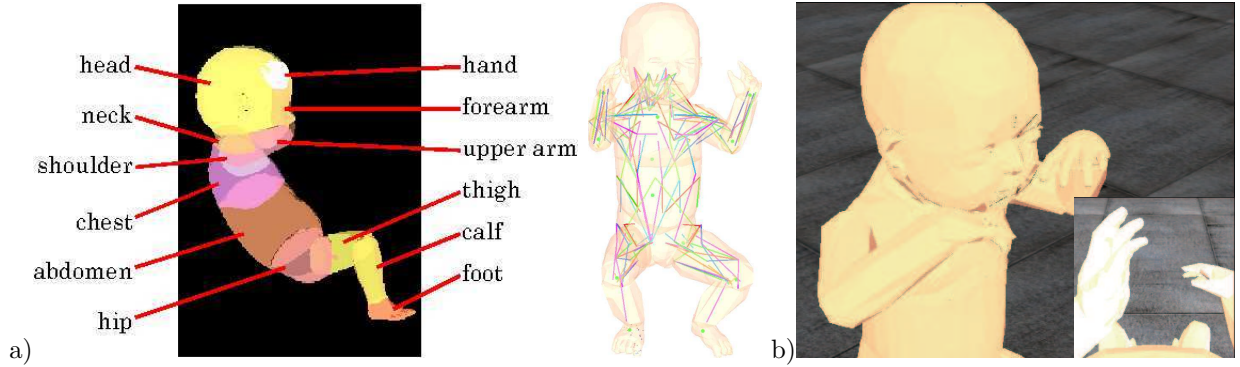 head
neck
shoulder
chest
abdomen
hip
hand
forearm
upper arm
thigh
calf
foot
a)
b)